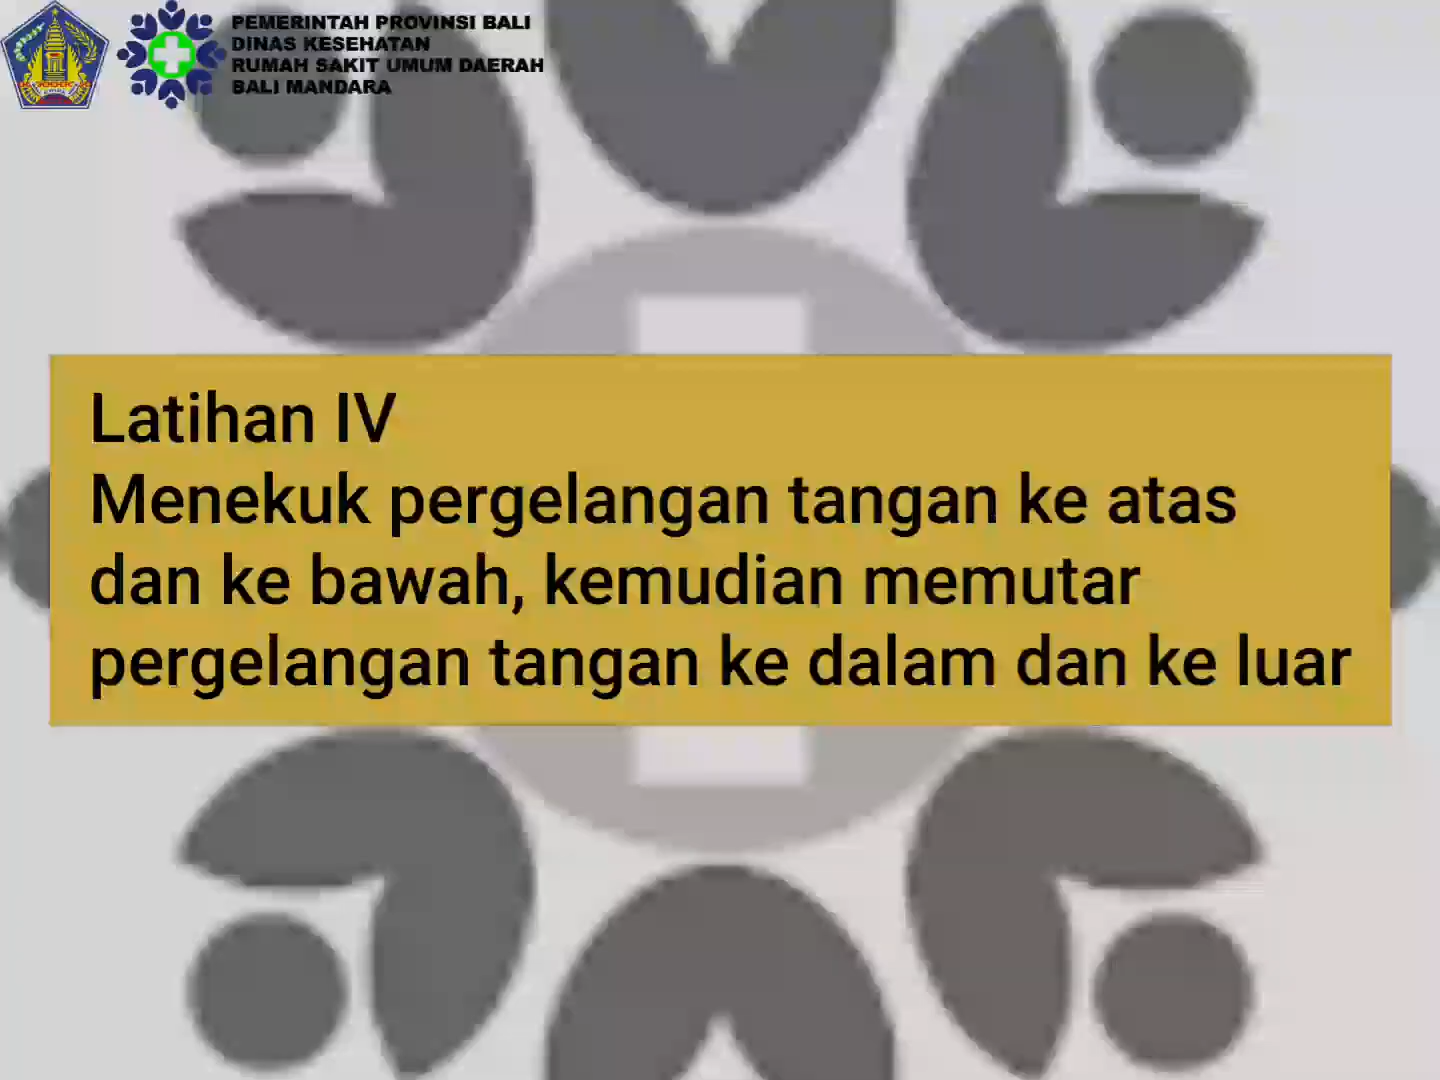 PEMERINTAH PROVINSI BALI
DINAS KESEHATAN
RUMAH SAKIT UMUM DAERAH
BALI MANDARA
Latihan IV
Menekuk pergelangan tangan ke atas
dan ke bawah, kemudian memutar
pergelangan tangan ke dalam dan ke luar